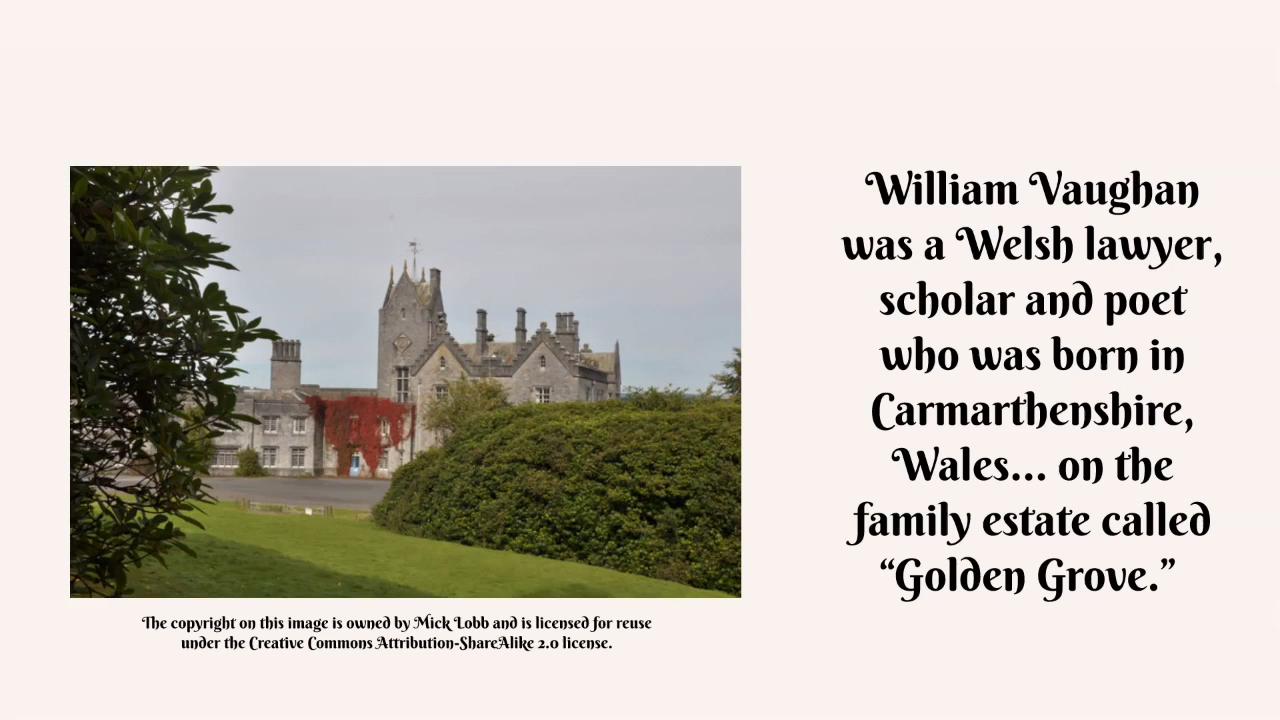 William Vaughan
was a Welsh lawyer,
scholar and poet
who was born in
Carmarthenshire,
Wales... on the
family estate called
“Golden Grove.”
The copyright on this image is owned by Mick Lobb and is licensed for reuse
under the Creative Commons Attribution-ShareAlike 2.0 license.